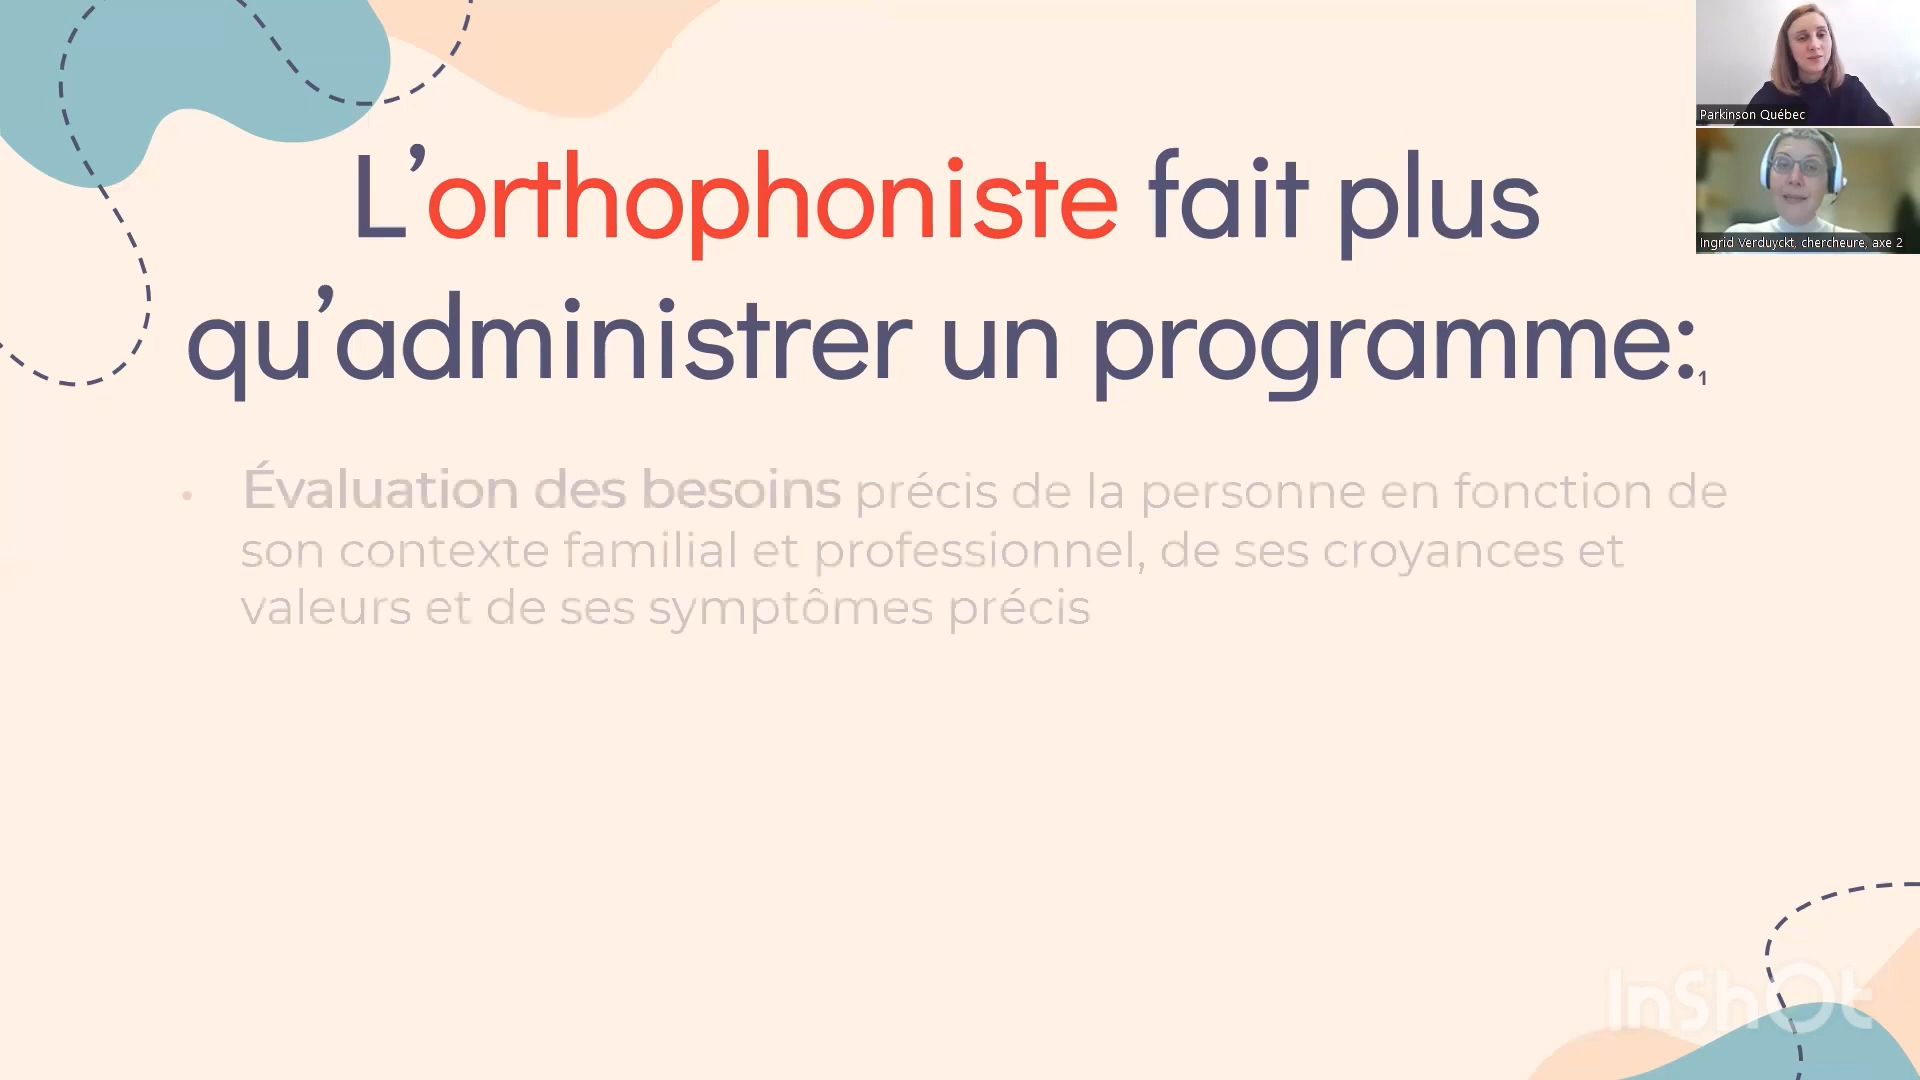 L’orthophoniste fait plus
qu’administrer un programme:1
• Évaluation des besoins précis de la personne en fonction de
son contexte familial et professionnel, de ses croyances et
valeurs et de ses symptômes précis
Parkinson Québec
Ingrid Verduyckt, chercheure, axe 2
InShOt